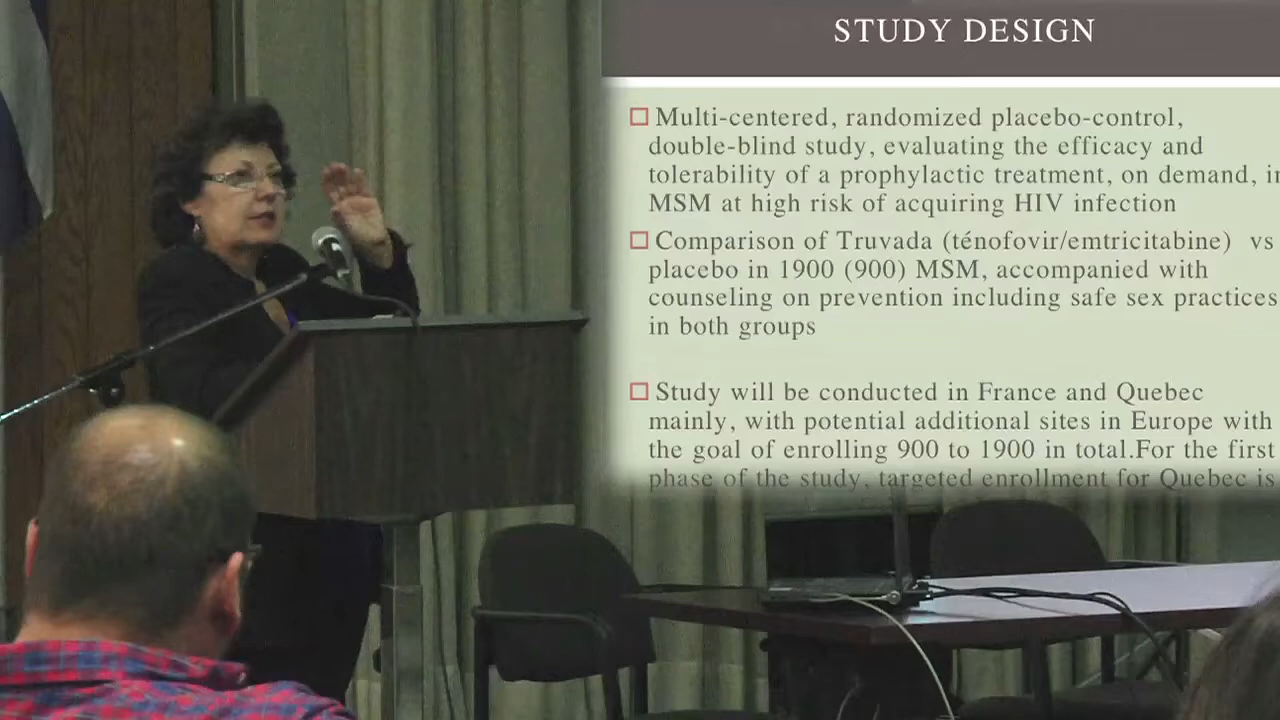 STUDY DESIGN
Multi-centered, randomized placebo-control,
double-blind study, evaluating the efficacy and
tolerability of a prophylactic treatment, on demand, in
MSM at high risk of acquiring HIV infection
Comparison of Truvada (ténofovir/emtricitabine) vs
placebo in 1900 (900) MSM, accompanied with
counseling on prevention including safe sex practices
in both groups
Study will be conducted in France and Quebec
mainly, with potential additional sites in Europe with
the goal of enrolling 900 to 1900 in total.For the first
phase of the study, targeted enrollment for Quebec is